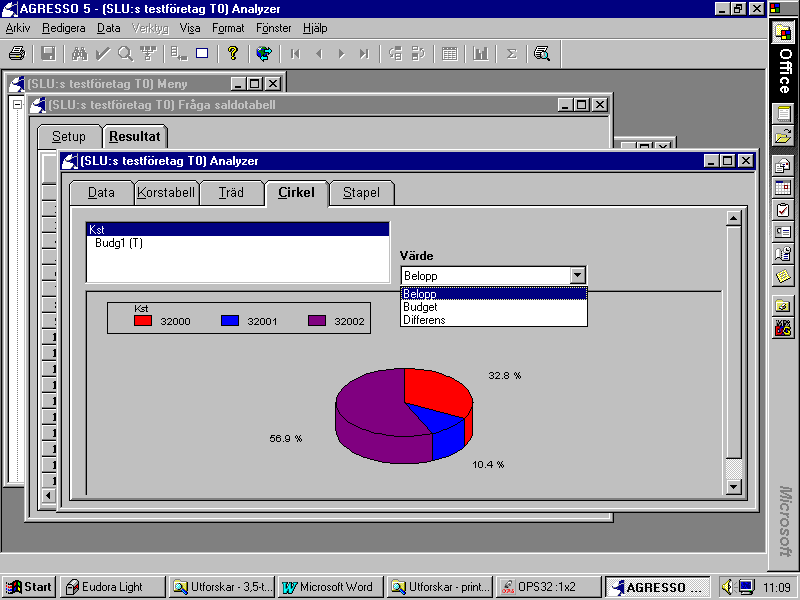 AGRESSO 5 - (SLU:s testföretag T0) Analyzer
Arkiv Redigera Data Verktyg Visa Format Fönster Hjälp
Office
(SLU:s testföretag T0) Meny
(SLU:s testföretag T0) Fråga saldotabell
Setup Resultat
(SLU:s testföretag T0) Analyzer
Data Korstabell Träd Cirkel Stapel
Kst
Budg1 (T)
Värde
Belopp
Belopp
Budget
Differens
Kst
32000 32001 32002
32.8 %
56.9 %
10.4 %
Microsoft
Start Eudora Light Utforskar - 3,5-t... Microsoft Word Utforskar - print... OPS32 :1x2 AGRESSO ... 11:09